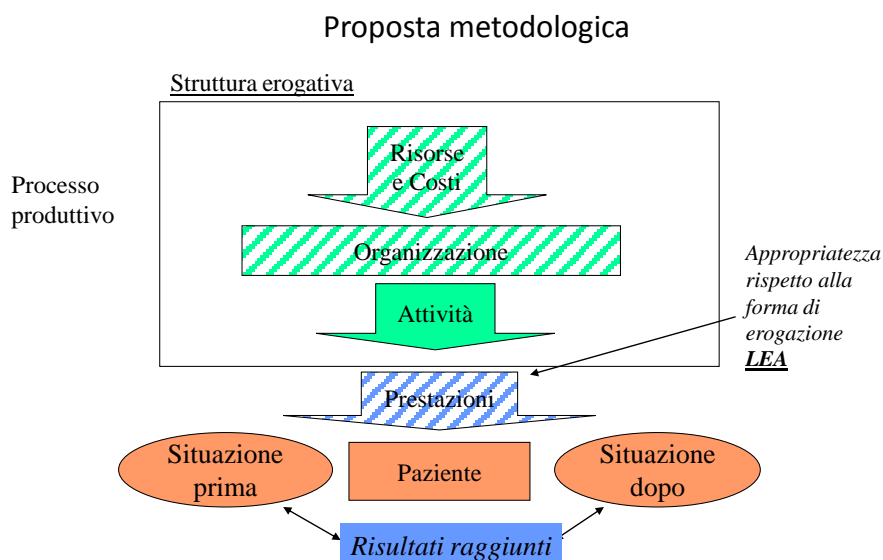 Proposta metodologica
Struttura erogativa
Processo
produttivo
Risorse
e Costi
Organizzazione
Attività
Appropriatezza
rispetto alla
forma di
erogazione
LEA
Prestazioni
Situazione
prima
Paziente
Situazione
dopo
Risultati raggiunti